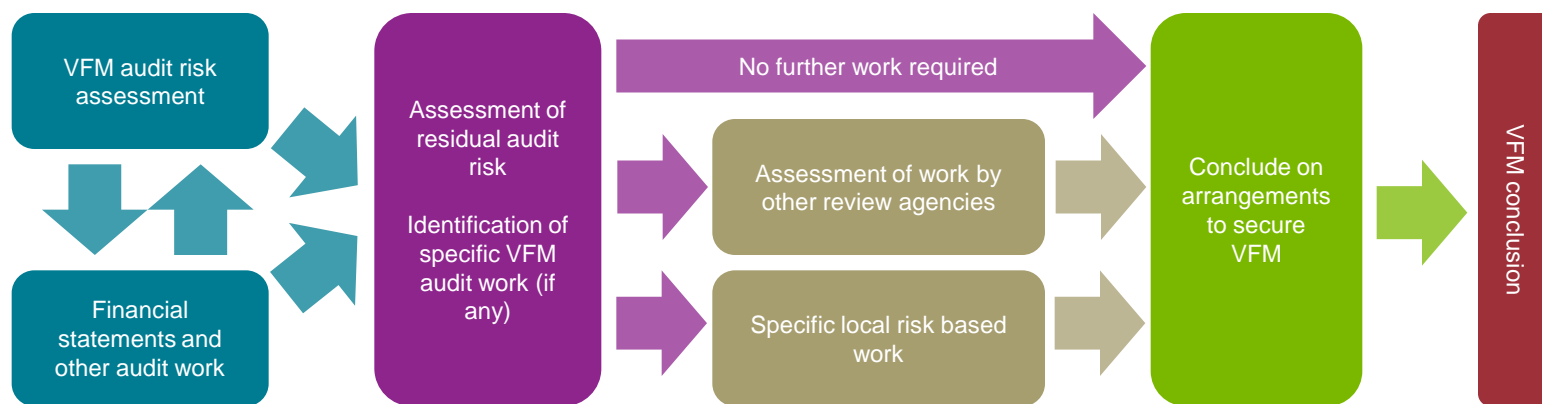 VFM audit risk
assessment
Financial
statements and
other audit work
Assessment of
residual audit
risk
Identification of
specific VFM
audit work (if
any)
No further work required
Assessment of work by
other review agencies
Specific local risk based
work
Conclude on
arrangements
to secure
VFM
VFM conclusion